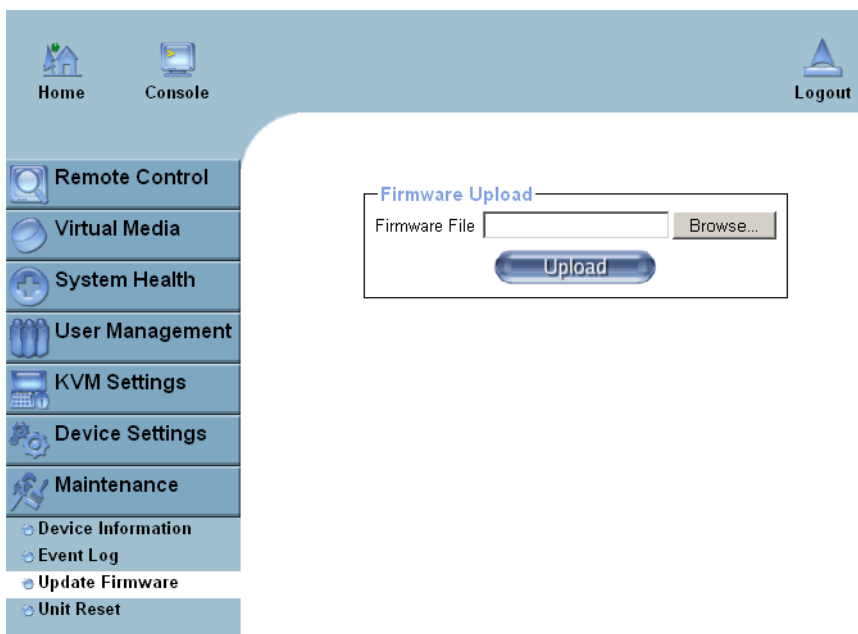 Home
Console
Logout
Remote Control
Virtual Media
System Health
User Management
KVM Settings
Device Settings
Maintenance
Device Information
Event Log
Update Firmware
Unit Reset
Firmware Upload
Firmware File
Browse...
Upload